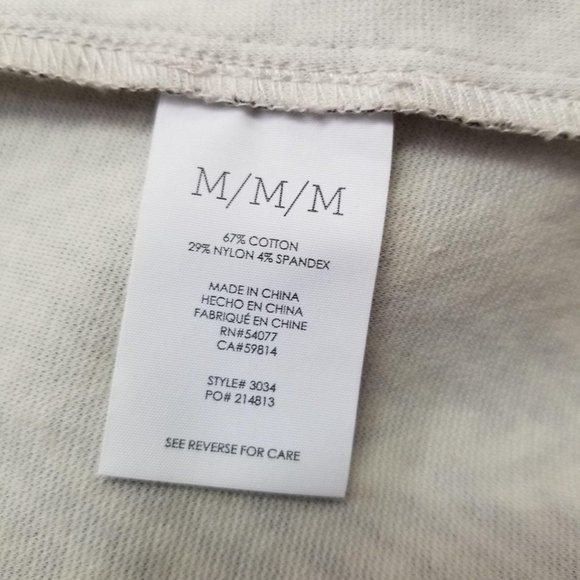 M/M/M
67% COTTON
29% NYLON 4% SPANDEX
MADE IN CHINA
HECHO EN CHINA
FABRIQUÉ EN CHINE
RN#54077
CA#59814
STYLE# 3034
PO# 214813
SEE REVERSE FOR CARE